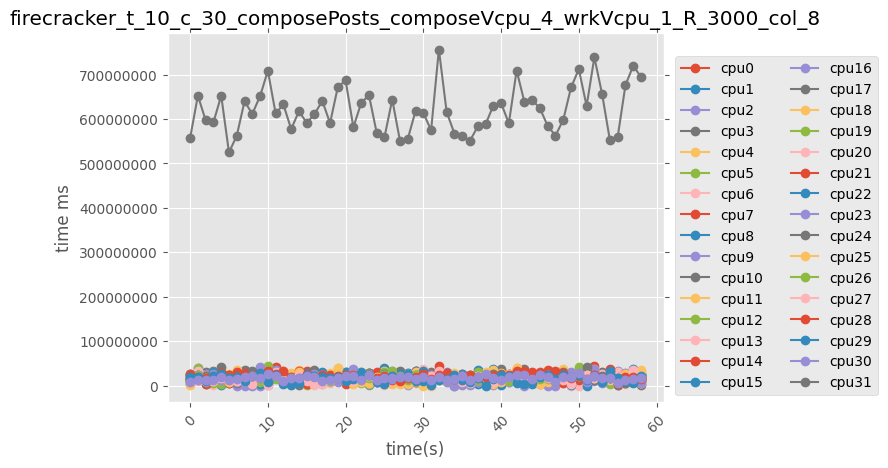 firecracker_t_10_c_30_composePosts_composeVcpu_4_wrkVcpu_1_R_3000_col_8
time ms
700000000
600000000
500000000
400000000
300000000
200000000
100000000
0
0
10
20
30
40
50
60
time(s)
cpu0
cpu1
cpu2
cpu3
cpu4
cpu5
cpu6
cpu7
cpu8
cpu9
cpu10
cpu11
cpu12
cpu13
cpu14
cpu15
cpu16
cpu17
cpu18
cpu19
cpu20
cpu21
cpu22
cpu23
cpu24
cpu25
cpu26
cpu27
cpu28
cpu29
cpu30
cpu31